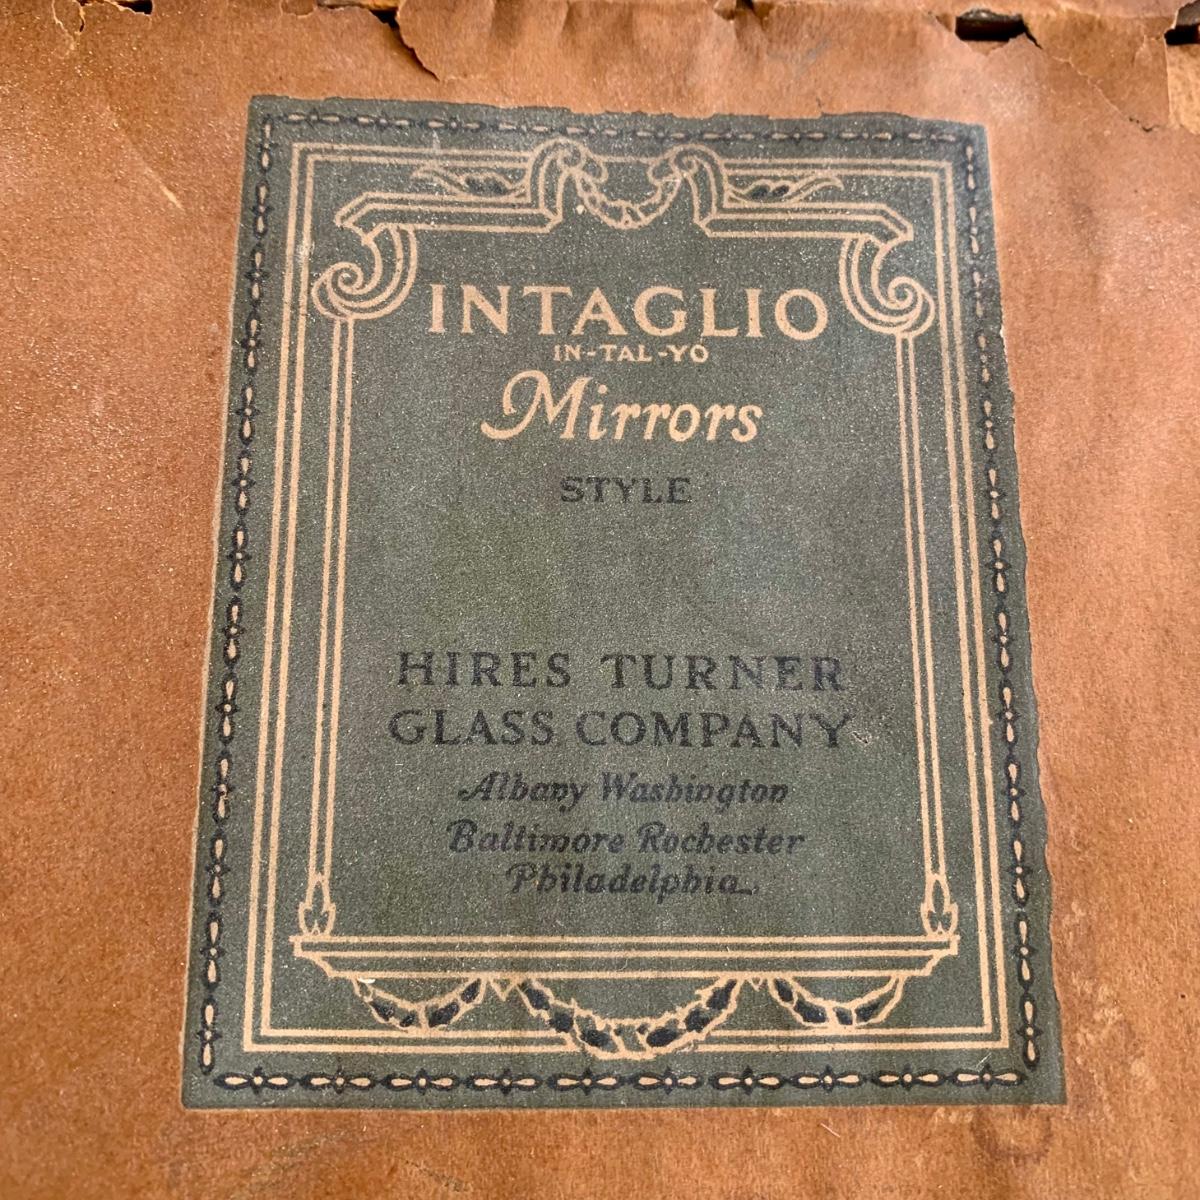 INTAGLIO
IN-TAL-YO
Mirrors
STYLE
HIRES TURNER
GLASS COMPANY
Albany Washington
Baltimore Rochester
Philadelphia